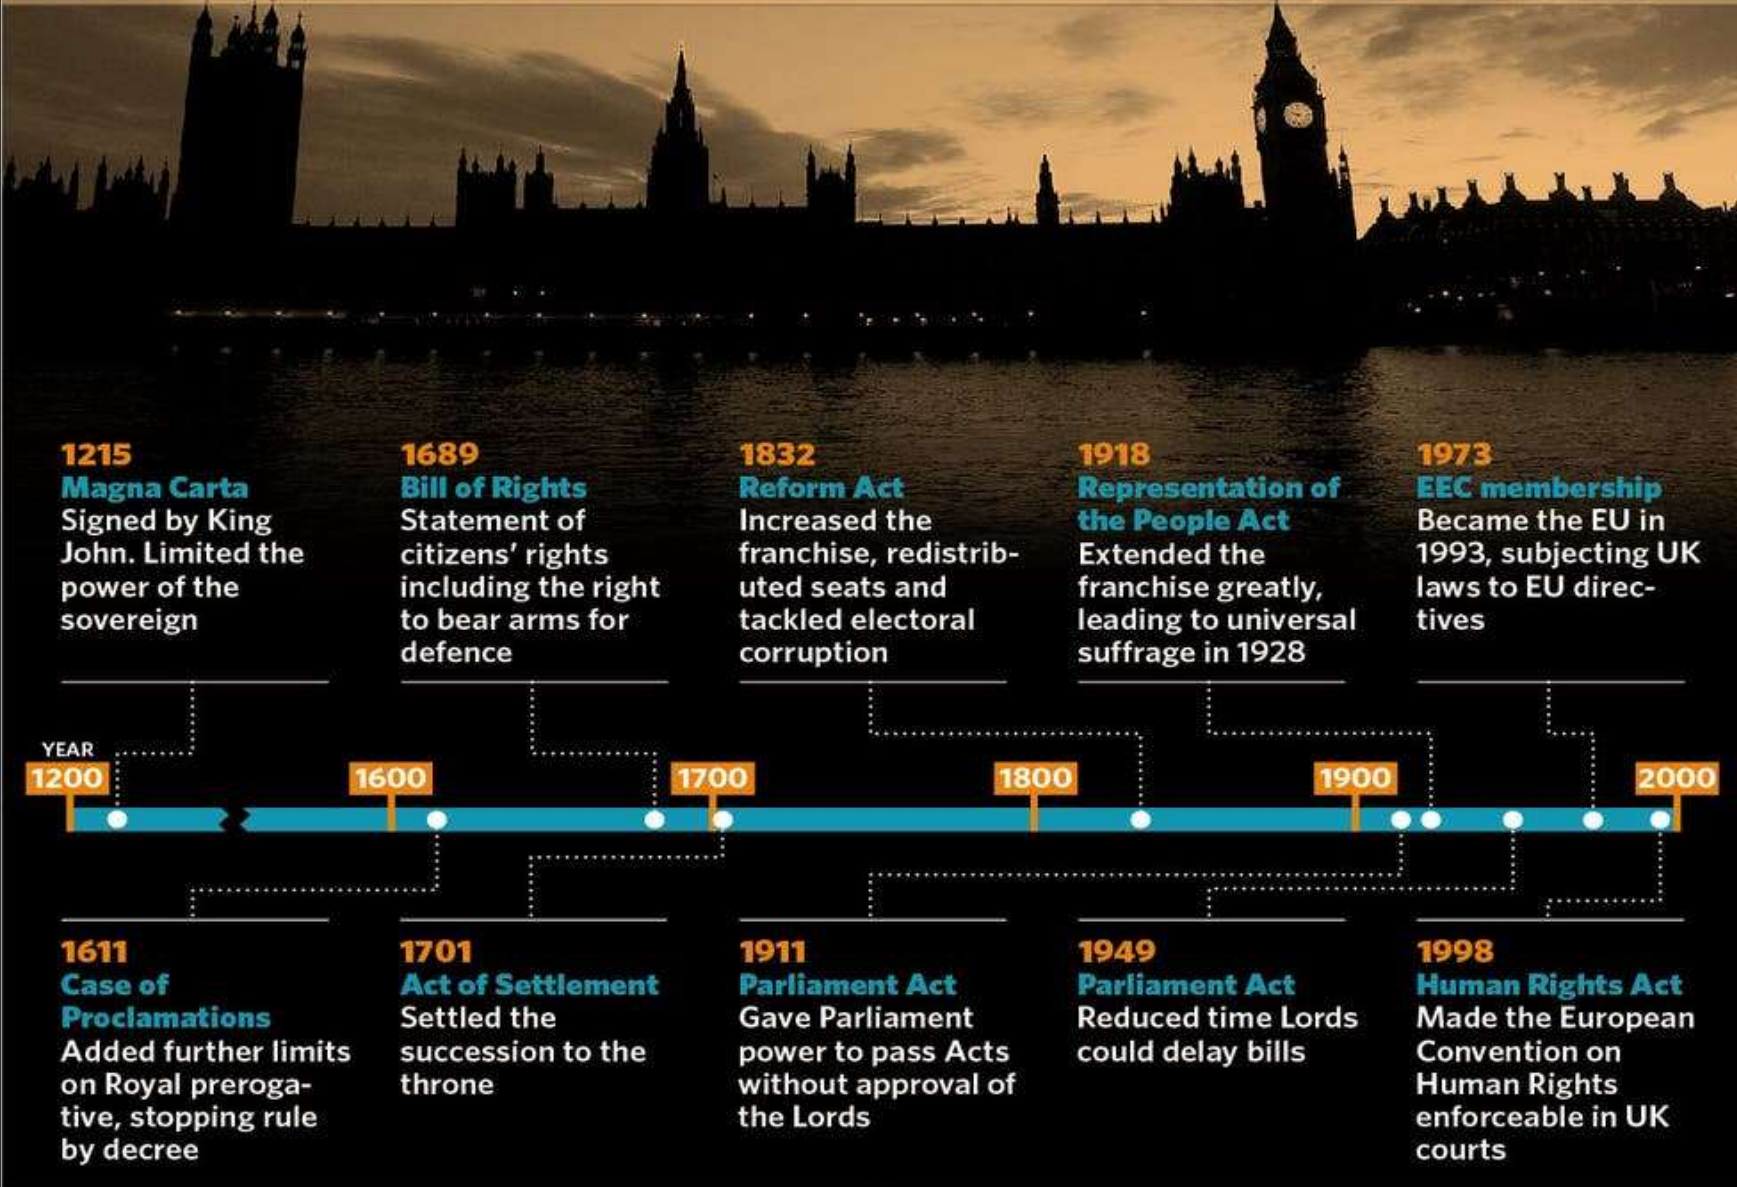 1215
Magna Carta
Signed by King
John. Limited the
power of the
sovereign
1689
Bill of Rights
Statement of
citizens’ rights
including the right
to bear arms for
defence
1832
Reform Act
Increased the
franchise, redistrib-
uted seats and
tackled electoral
corruption
1918
Representation of
the People Act
Extended the
franchise greatly,
leading to universal
suffrage in 1928
1973
EEC membership
Became the EU in
1993, subjecting UK
laws to EU direc-
tives
YEAR
1200
1600
1700
1800
1900
2000
1611
Case of
Proclamations
Added further limits
on Royal preroga-
tive, stopping rule
by decree
1701
Act of Settlement
Settled the
succession to the
throne
1911
Parliament Act
Gave Parliament
power to pass Acts
without approval of
the Lords
1949
Parliament Act
Reduced time Lords
could delay bills
1998
Human Rights Act
Made the European
Convention on
Human Rights
enforceable in UK
courts